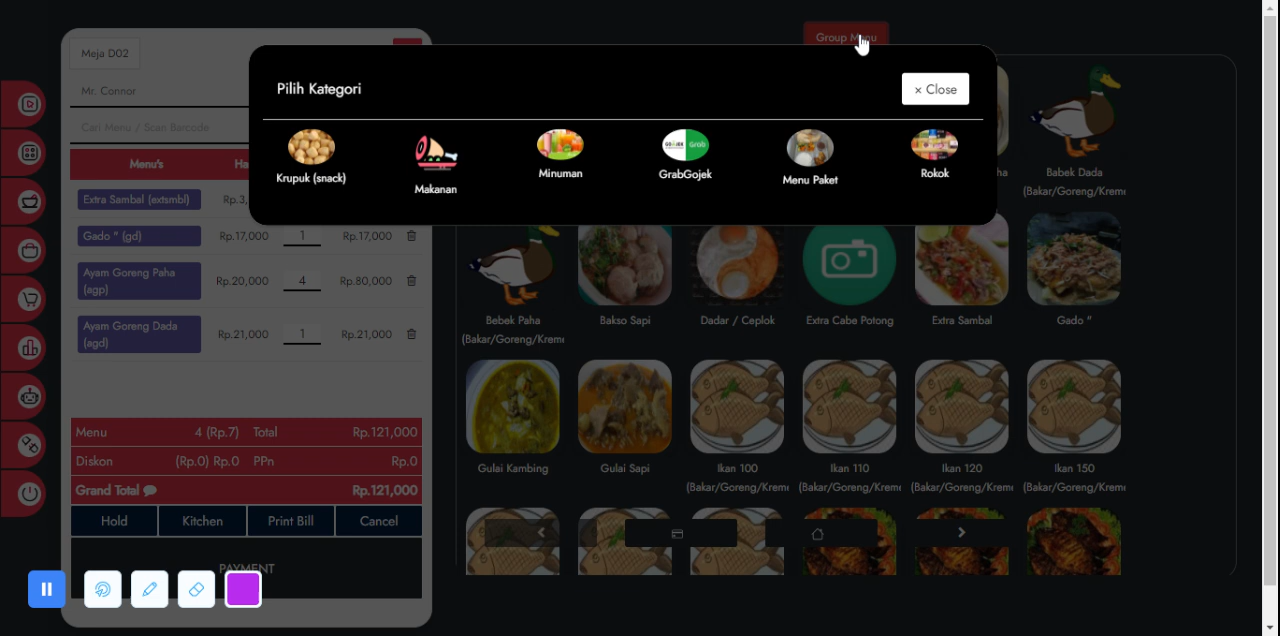 Meja D02
Group Menu
Mr. Connor
Cari Menu / Scan Barcode
Pilih Kategori
× Close
Krupuk (snack)
Makanan
Minuman
GrabGojek
Menu Paket
Rokok
Grab
Menu's
Ha
Extra Sambal (extsmbl)
Rp.3,
Gado " (gd)
Rp.17,000 1 Rp.17,000
Ayam Goreng Paha
(agp)
Rp.20,000 4 Rp.80,000
Ayam Goreng Dada
(agd)
Rp.21,000 1 Rp.21,000
Menu 4 (Rp.7) Total Rp.121,000
Diskon (Rp.0) Rp.0 PPn Rp.0
Grand Total Rp.121,000
Hold Kitchen Print Bill Cancel
PAYMENT
ha
Babek Dada
(Bakar/Goreng/Kreme
Bebek Paha
(Bakar/Goreng/Kreme
Bakso Sapi
Dadar / Ceplok
Extra Cabe Potong
Extra Sambal
Gado "
Gulai Kambing
Gulai Sapi
Ikan 100
(Bakar/Goreng/Kreme
Ikan 110
(Bakar/Goreng/Kreme
Ikan 120
(Bakar/Goreng/Kreme
Ikan 150
(Bakar/Goreng/Kreme